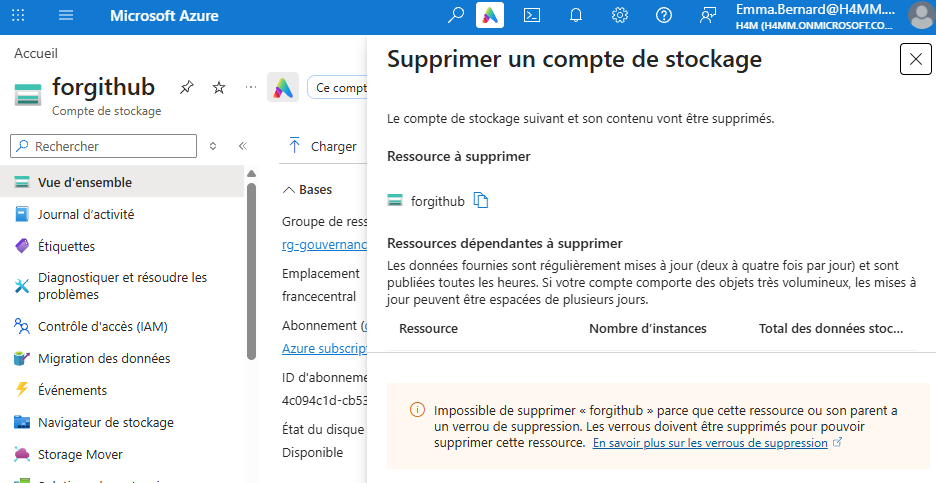 Microsoft Azure
Emma.Bernard@H4MM....
H4M (H4MM.ONMICROSOFT.CO...
Accueil
forgithub
Compte de stockage
Ce compt
Rechercher
Charger
Vue d'ensemble
Journal d'activité
Étiquettes
Diagnostiquer et résoudre les
problèmes
Contrôle d'accès (IAM)
Migration des données
Événements
Navigateur de stockage
Storage Mover
Bases
Groupe de ress
rg-gouvernanc
Emplacement
francecentral
Abonnement (
Azure subscrip
ID d'abonneme
4c094c1d-cb53
État du disque
Disponible
Supprimer un compte de stockage
Le compte de stockage suivant et son contenu vont être supprimés.
Ressource à supprimer
forgithub
Ressources dépendantes à supprimer
Les données fournies sont régulièrement mises à jour (deux à quatre fois par jour) et sont
publiées toutes les heures. Si votre compte comporte des objets très volumineux, les mises à
jour peuvent être espacées de plusieurs jours.
Ressource Nombre d'instances Total des données stoc...
Impossible de supprimer « forgithub » parce que cette ressource ou son parent a
un verrou de suppression. Les verrous doivent être supprimés pour pouvoir
supprimer cette ressource. En savoir plus sur les verrous de suppression